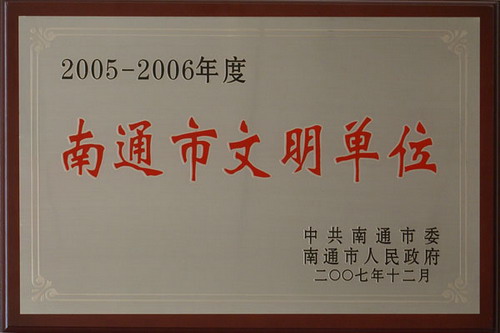 2005-2006年度
南通市文明单位
中共南通市委
南通市人民政府
二〇〇七年十二月